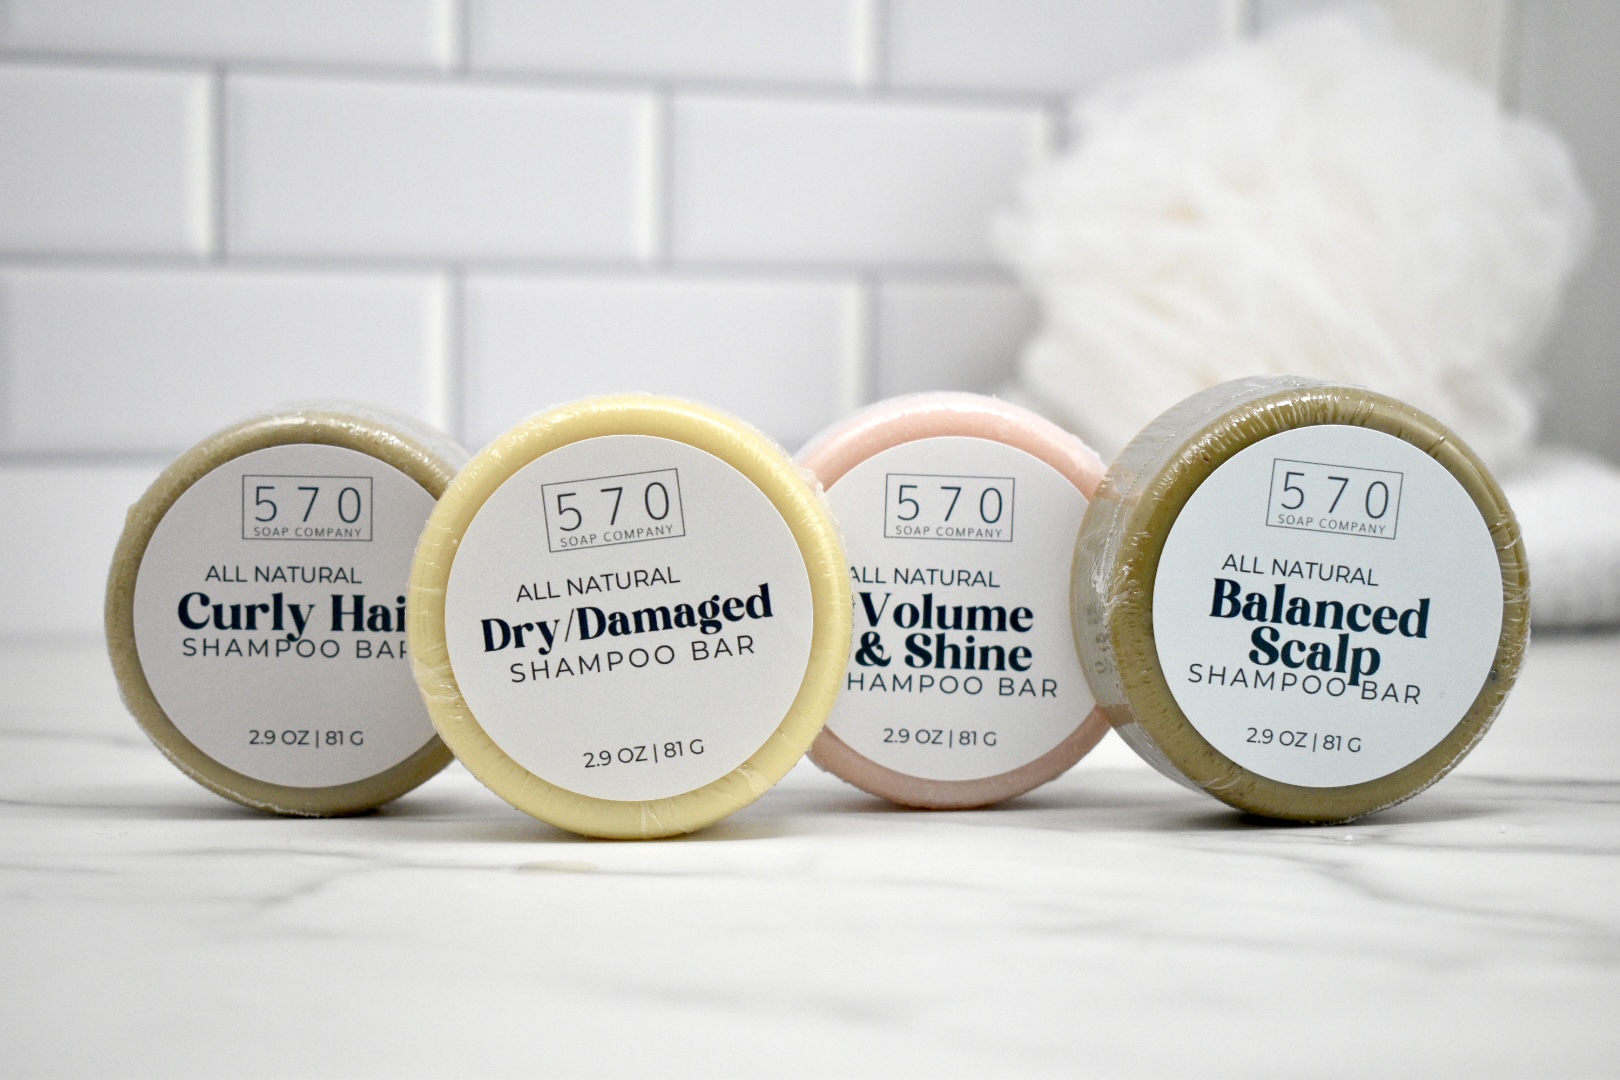 570
SOAP COMPANY
ALL NATURAL
Curly Hai
SHAMPOO BAR
2.9 OZ | 81 G
570
SOAP COMPANY
ALL NATURAL
Dry/Damaged
SHAMPOO BAR
2.9 OZ | 81 G
570
SOAP COMPANY
ALL NATURAL
Volume
& Shine
HAMPOO BAR
2.9 OZ | 81 G
570
SOAP COMPANY
ALL NATURAL
Balanced
Scalp
SHAMPOO BAR
2.9 OZ | 81 G